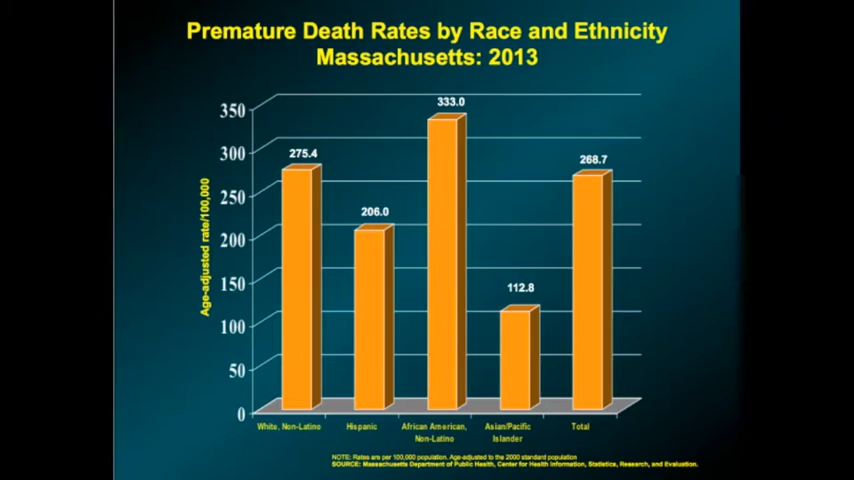 Premature Death Rates by Race and Ethnicity
Massachusetts: 2013
Age-adjusted rate/100,000
350
300
250
200
150
100
50
0
275.4
206.0
333.0
112.8
268.7
White, Non-Latino
Hispanic
African American,
Non-Latino
Asian/Pacific
Islander
Total
NOTE: Rates are per 100,000 population. Age-adjusted to the 2000 standard population
SOURCE: Massachusetts Department of Public Health, Center for Health Information, Statistics, Research, and Evaluation.